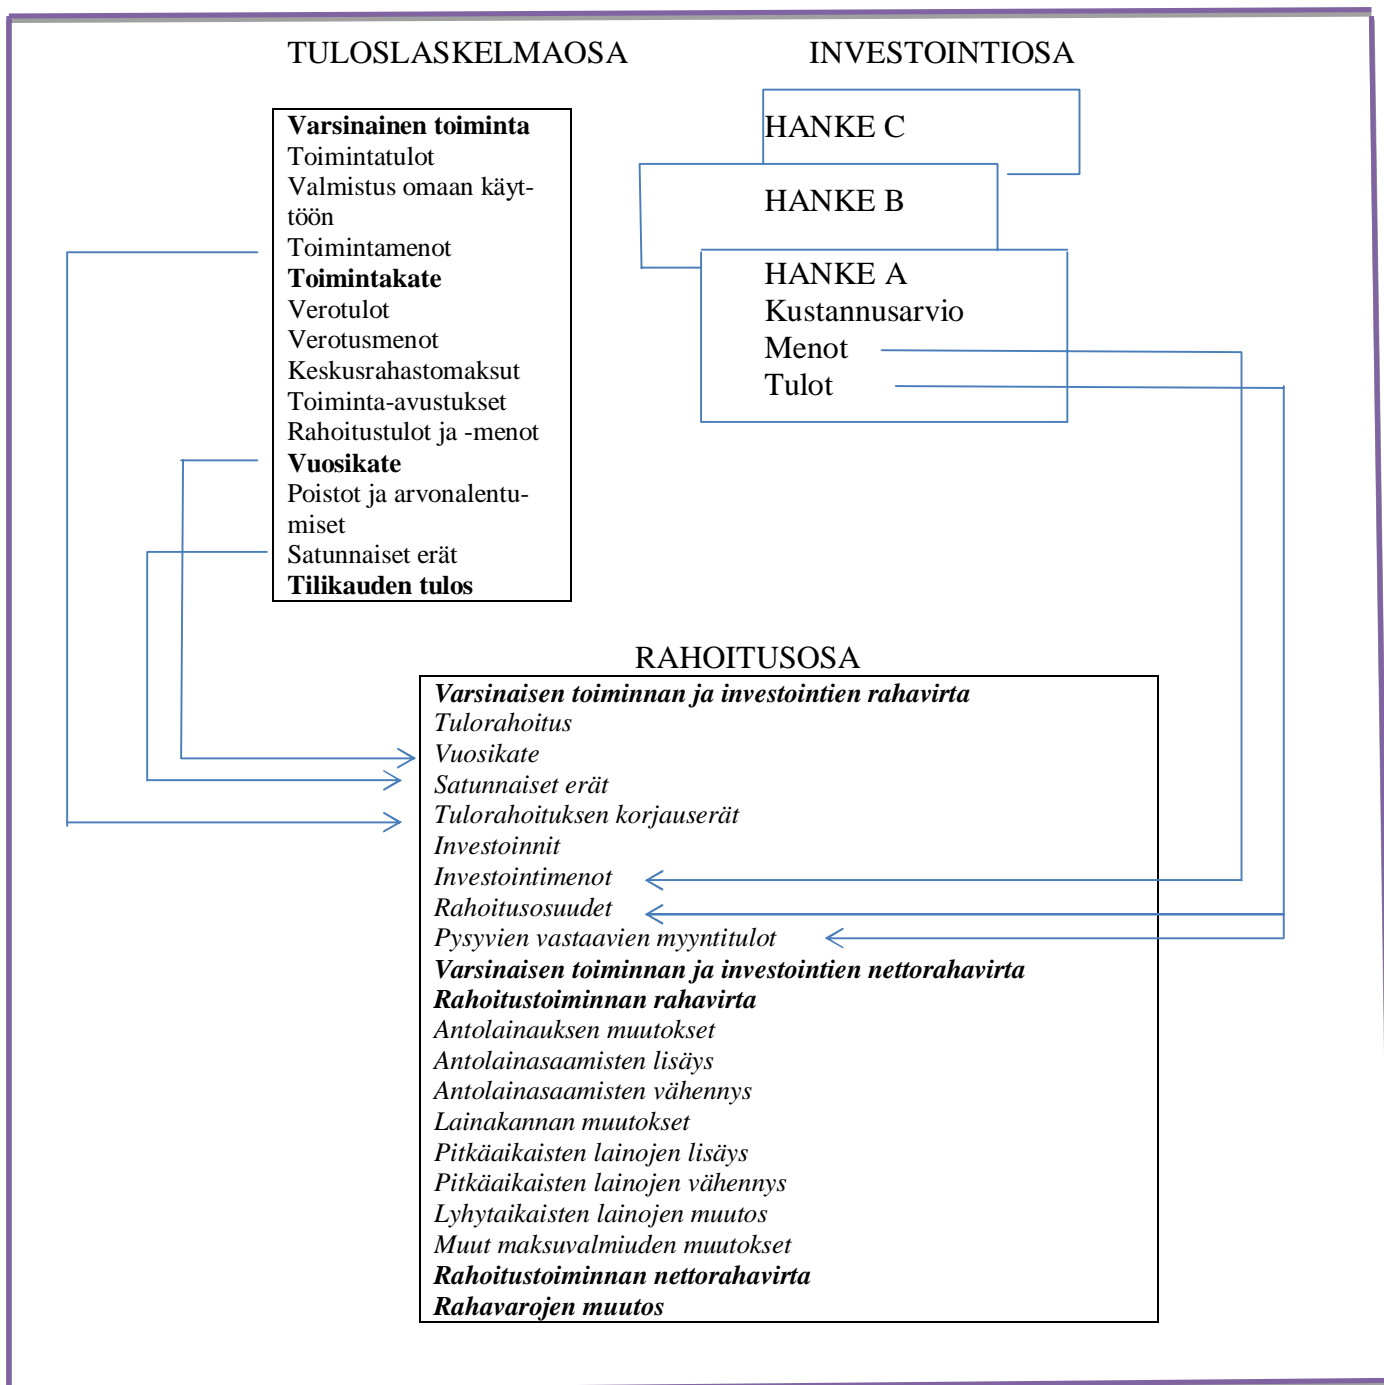 TULOSLASKELMAOSA
Varsinainen toiminta
Toimintatulot
Valmistus omaan käyt-
töön
Toimintamenot
Toimintakate
Verotulot
Verotusmenot
Keskusrahastomaksut
Toiminta-avustukset
Rahoitustulot ja -menot
Vuosikate
Poistot ja arvonalentu-
miset
Satunnaiset erät
Tilikauden tulos
INVESTOINTIOSA
HANKE C
HANKE B
HANKE A
Kustannusarvio
Menot
Tulot
RAHOITUSOSA
Varsinaisen toiminnan ja investointien rahavirta
Tulorahoitus
Vuosikate
Satunnaiset erät
Tulorahoituksen korjauserät
Investoinnit
Investointimenot
Rahoitusosuudet
Pysyvien vastaavien myyntitulot
Varsinaisen toiminnan ja investointien nettorahavirta
Rahoitustoiminnan rahavirta
Antolainauksen muutokset
Antolainasaamisten lisäys
Antolainasaamisten vähennys
Lainakannan muutokset
Pitkäaikaisten lainojen lisäys
Pitkäaikaisten lainojen vähennys
Lyhytaikaisten lainojen muutos
Muut maksuvalmiuden muutokset
Rahoitustoiminnan nettorahavirta
Rahavarojen muutos